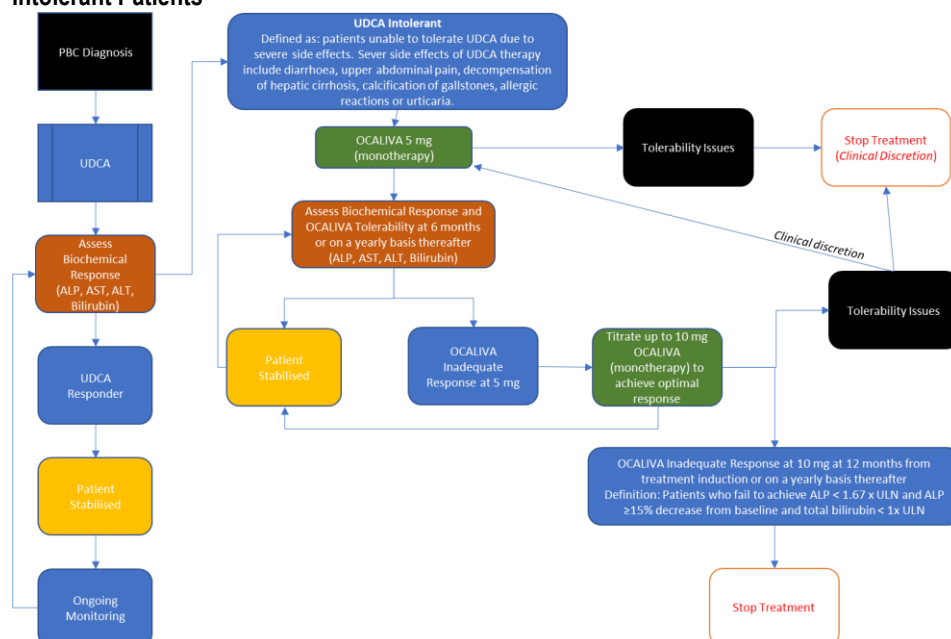 Intolerant Patients
PBC Diagnosis
UDCA
Assess
Biochemical
Response
(ALP, AST, ALT,
Bilirubin)
UDCA
Responder
Patient
Stabilised
Ongoing
Monitoring
UDCA Intolerant
Defined as: patients unable to tolerate UDCA due to
severe side effects. Sever side effects of UDCA therapy
include diarrhoea, upper abdominal pain, decompensation
of hepatic cirrhosis, calcification of gallstones, allergic
reactions or urticaria.
OCALIVA 5 mg
(monotherapy)
Tolerability Issues
Stop Treatment
(Clinical Discretion)
Assess Biochemical Response and
OCALIVA Tolerability at 6 months
or on a yearly basis thereafter
(ALP, AST, ALT, Bilirubin)
Clinical discretion
Tolerability Issues
Patient
Stabilised
OCALIVA
Inadequate
Response at 5 mg
Titrate up to 10 mg
OCALIVA
(monotherapy) to
achieve optimal
response
OCALIVA Inadequate Response at 10 mg at 12 months from
treatment induction or on a yearly basis thereafter
Definition: Patients who fail to achieve ALP < 1.67 x ULN and ALP
≥15% decrease from baseline and total bilirubin < 1x ULN
Stop Treatment